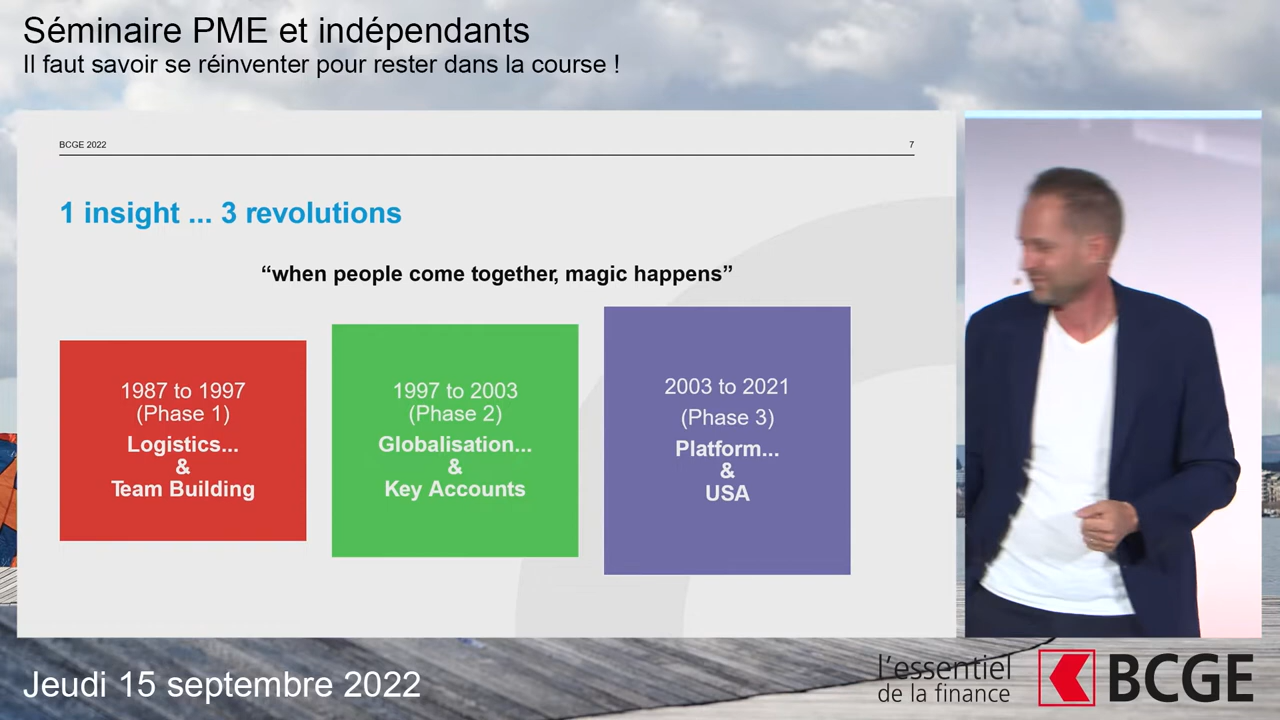 Séminaire PME et indépendants
Il faut savoir se réinventer pour rester dans la course !
BCGE 2022
7
1 insight ... 3 revolutions
“when people come together, magic happens”
1987 to 1997
(Phase 1)
Logistics...
&
Team Building
1997 to 2003
(Phase 2)
Globalisation...
&
Key Accounts
2003 to 2021
(Phase 3)
Platform...
&
USA
Jeudi 15 septembre 2022
l'essentiel
de la finance
BCGE